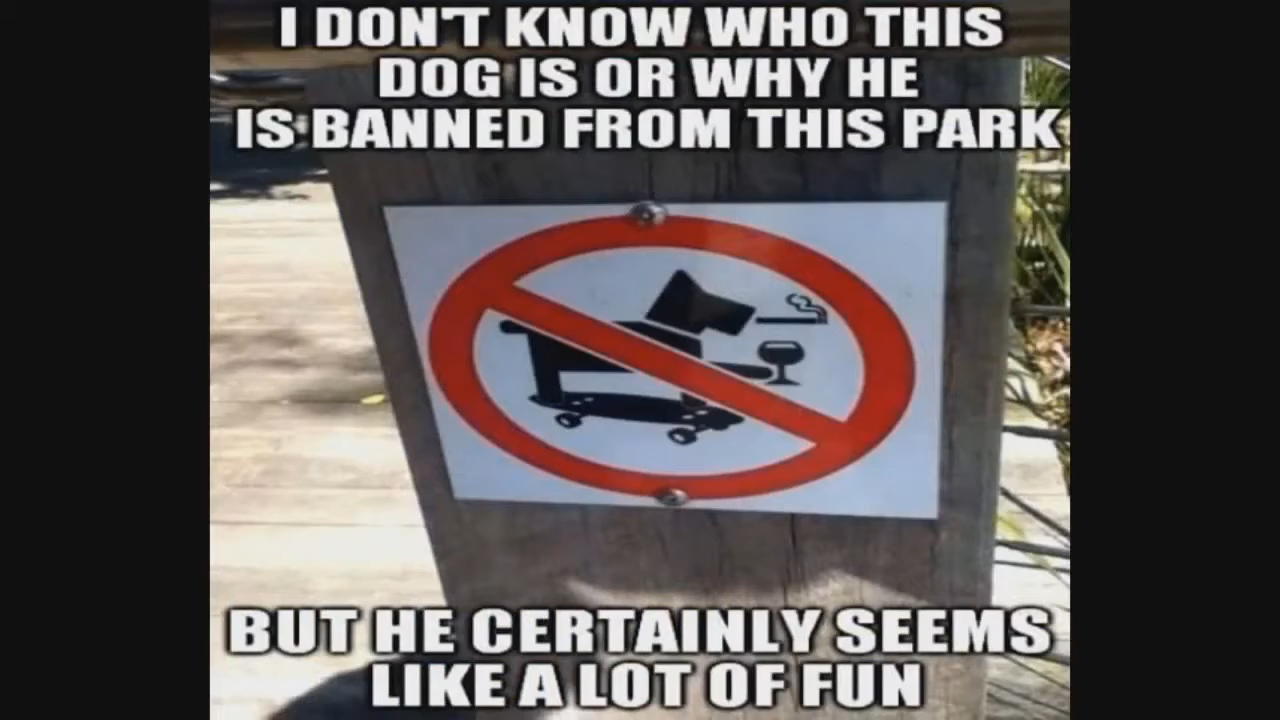 I DON'T KNOW WHO THIS
DOG IS OR WHY HE
IS BANNED FROM THIS PARK
BUT HE CERTAINLY SEEMS
LIKE A LOT OF FUN